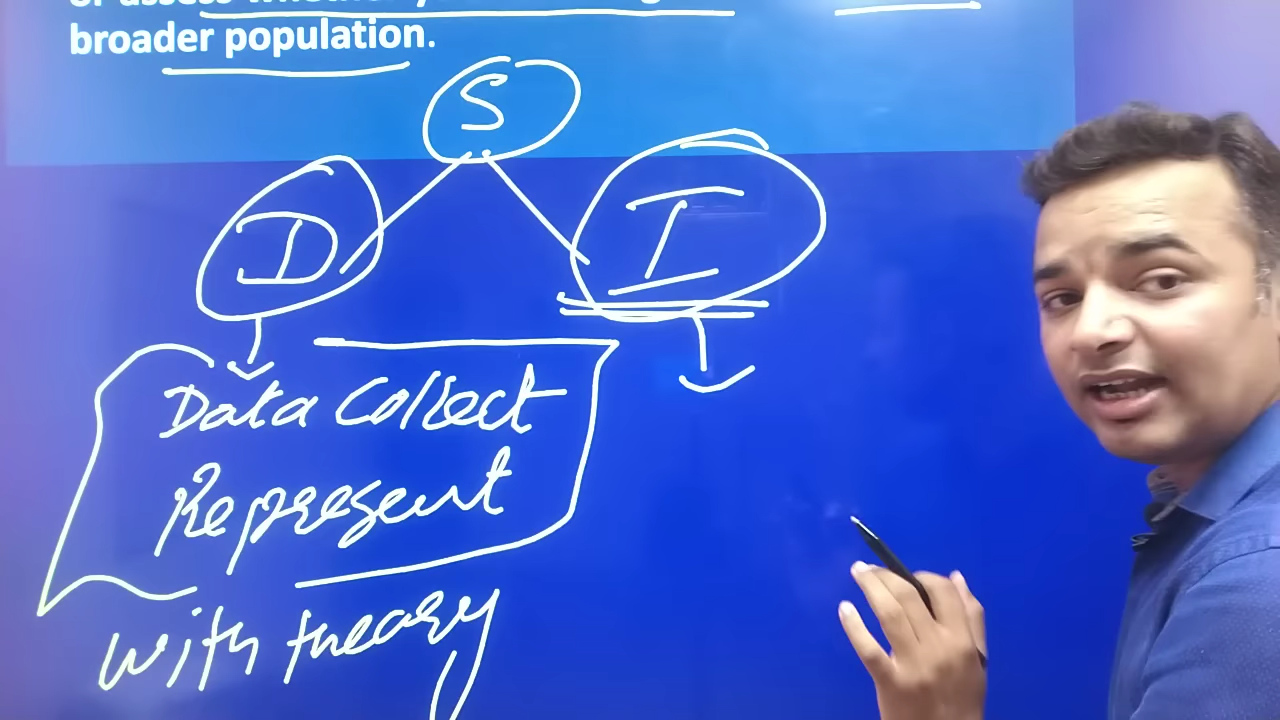 broader population.
S
D I
Data Collect
Represent
with theory